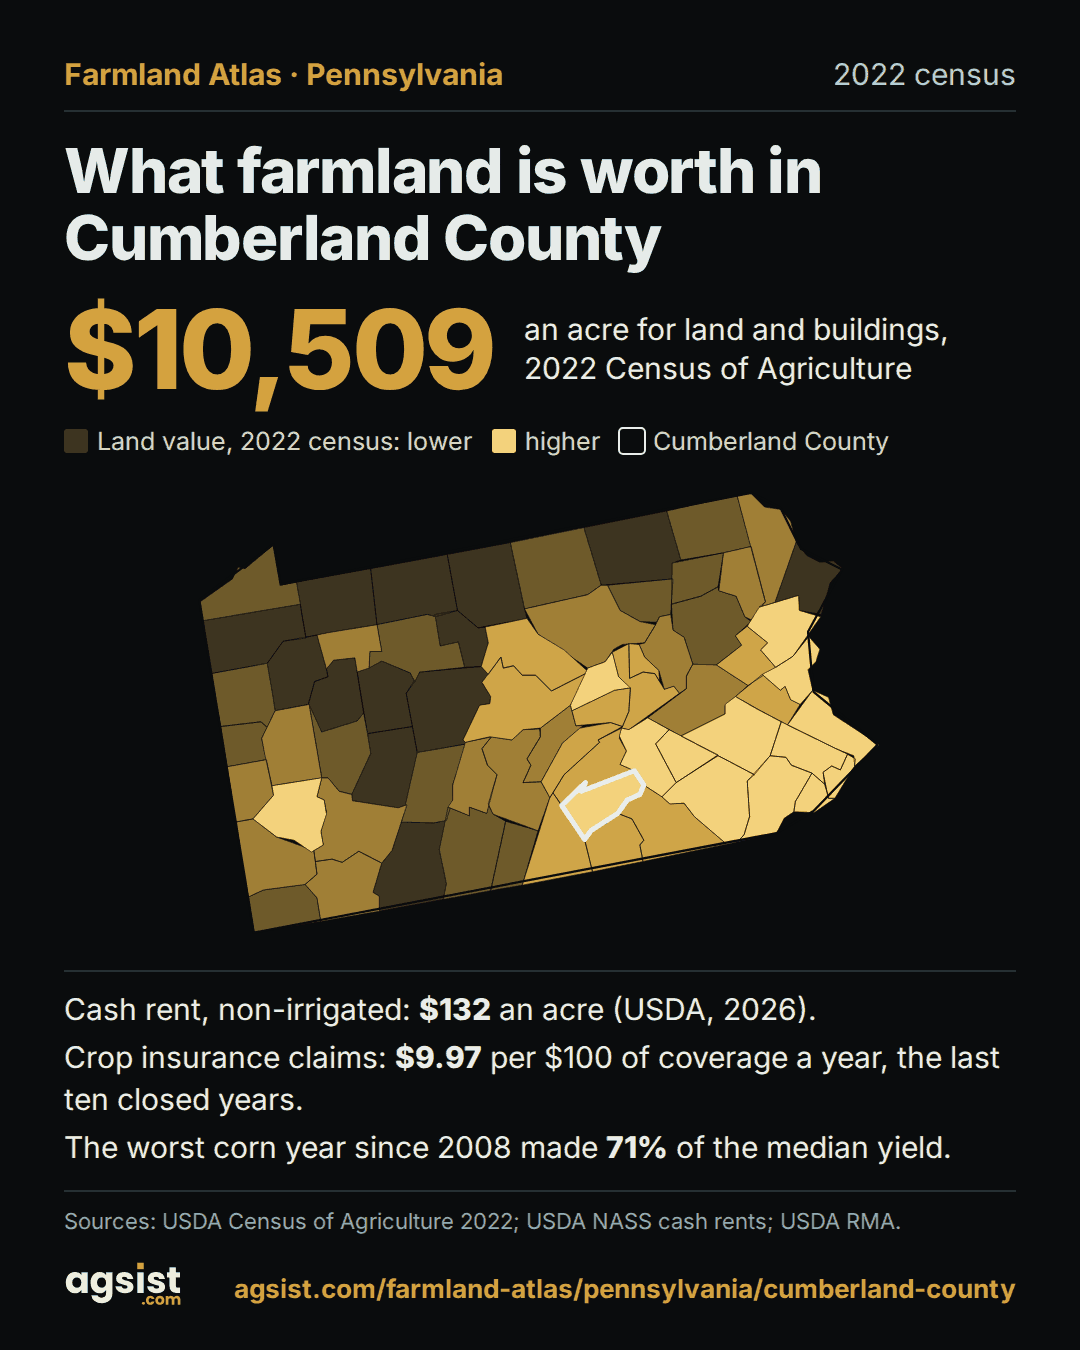 Farmland Atlas · Pennsylvania
2022 census
What farmland is worth in
Cumberland County
$10,509
an acre for land and buildings,
2022 Census of Agriculture
Land value, 2022 census: lower
higher
Cumberland County
Cash rent, non-irrigated: $132 an acre (USDA, 2026).
Crop insurance claims: $9.97 per $100 of coverage a year, the last
ten closed years.
The worst corn year since 2008 made 71% of the median yield.
Sources: USDA Census of Agriculture 2022; USDA NASS cash rents; USDA RMA.
agsist
.com
agsist.com/farmland-atlas/pennsylvania/cumberland-county